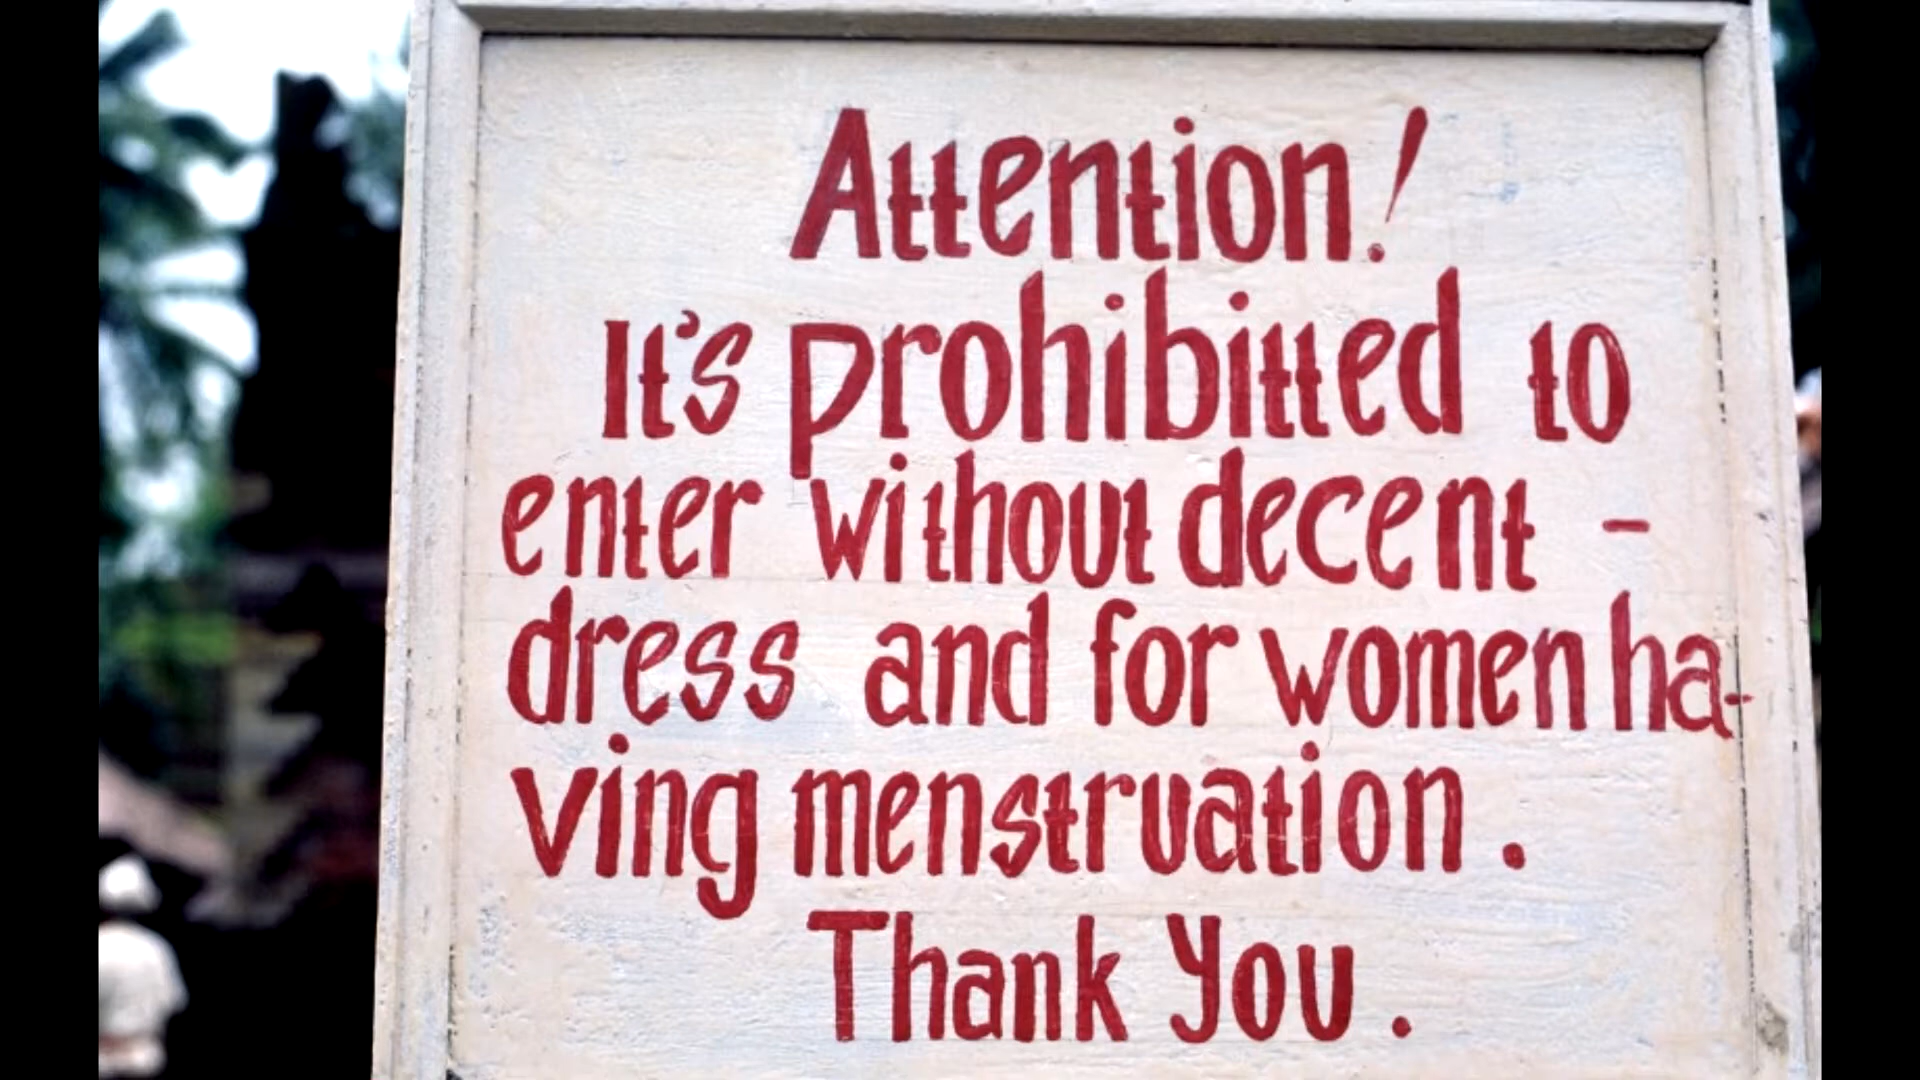 Attention!
It's prohibitted to
enter without decent -
dress and for women ha-
ving menstruation.
Thank You.